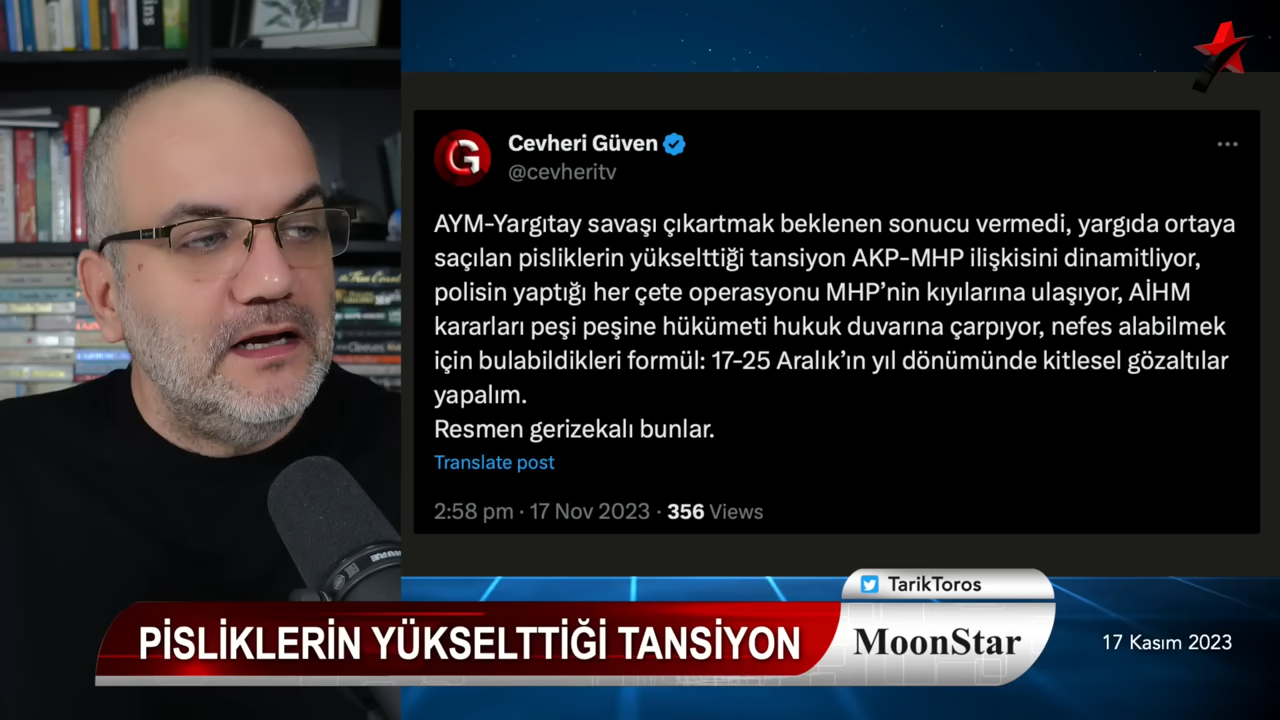 Cevheri Güven
@cevheritv
AYM-Yargıtay savaşı çıkartmak beklenen sonucu vermedi, yargıda ortaya
saçılan pisliklerin yükselttiği tansiyon AKP-MHP ilişkisini dinamitliyor,
polisin yaptığı her çete operasyonu MHP’nin kıyılarına ulaşıyor, AİHM
kararları peşi peşine hükümeti hukuk duvarına çarpıyor, nefes alabilmek
için bulabildikleri formül: 17-25 Aralık’ın yıl dönümünde kitlesel gözaltılar
yapalım.
Resmen gerizekalı bunlar.
Translate post
2:58 pm · 17 Nov 2023 · 356 Views
TarikToros
PİSLİKLERİN YÜKSELTTİĞİ TANSİYON
MoonStar
17 Kasım 2023